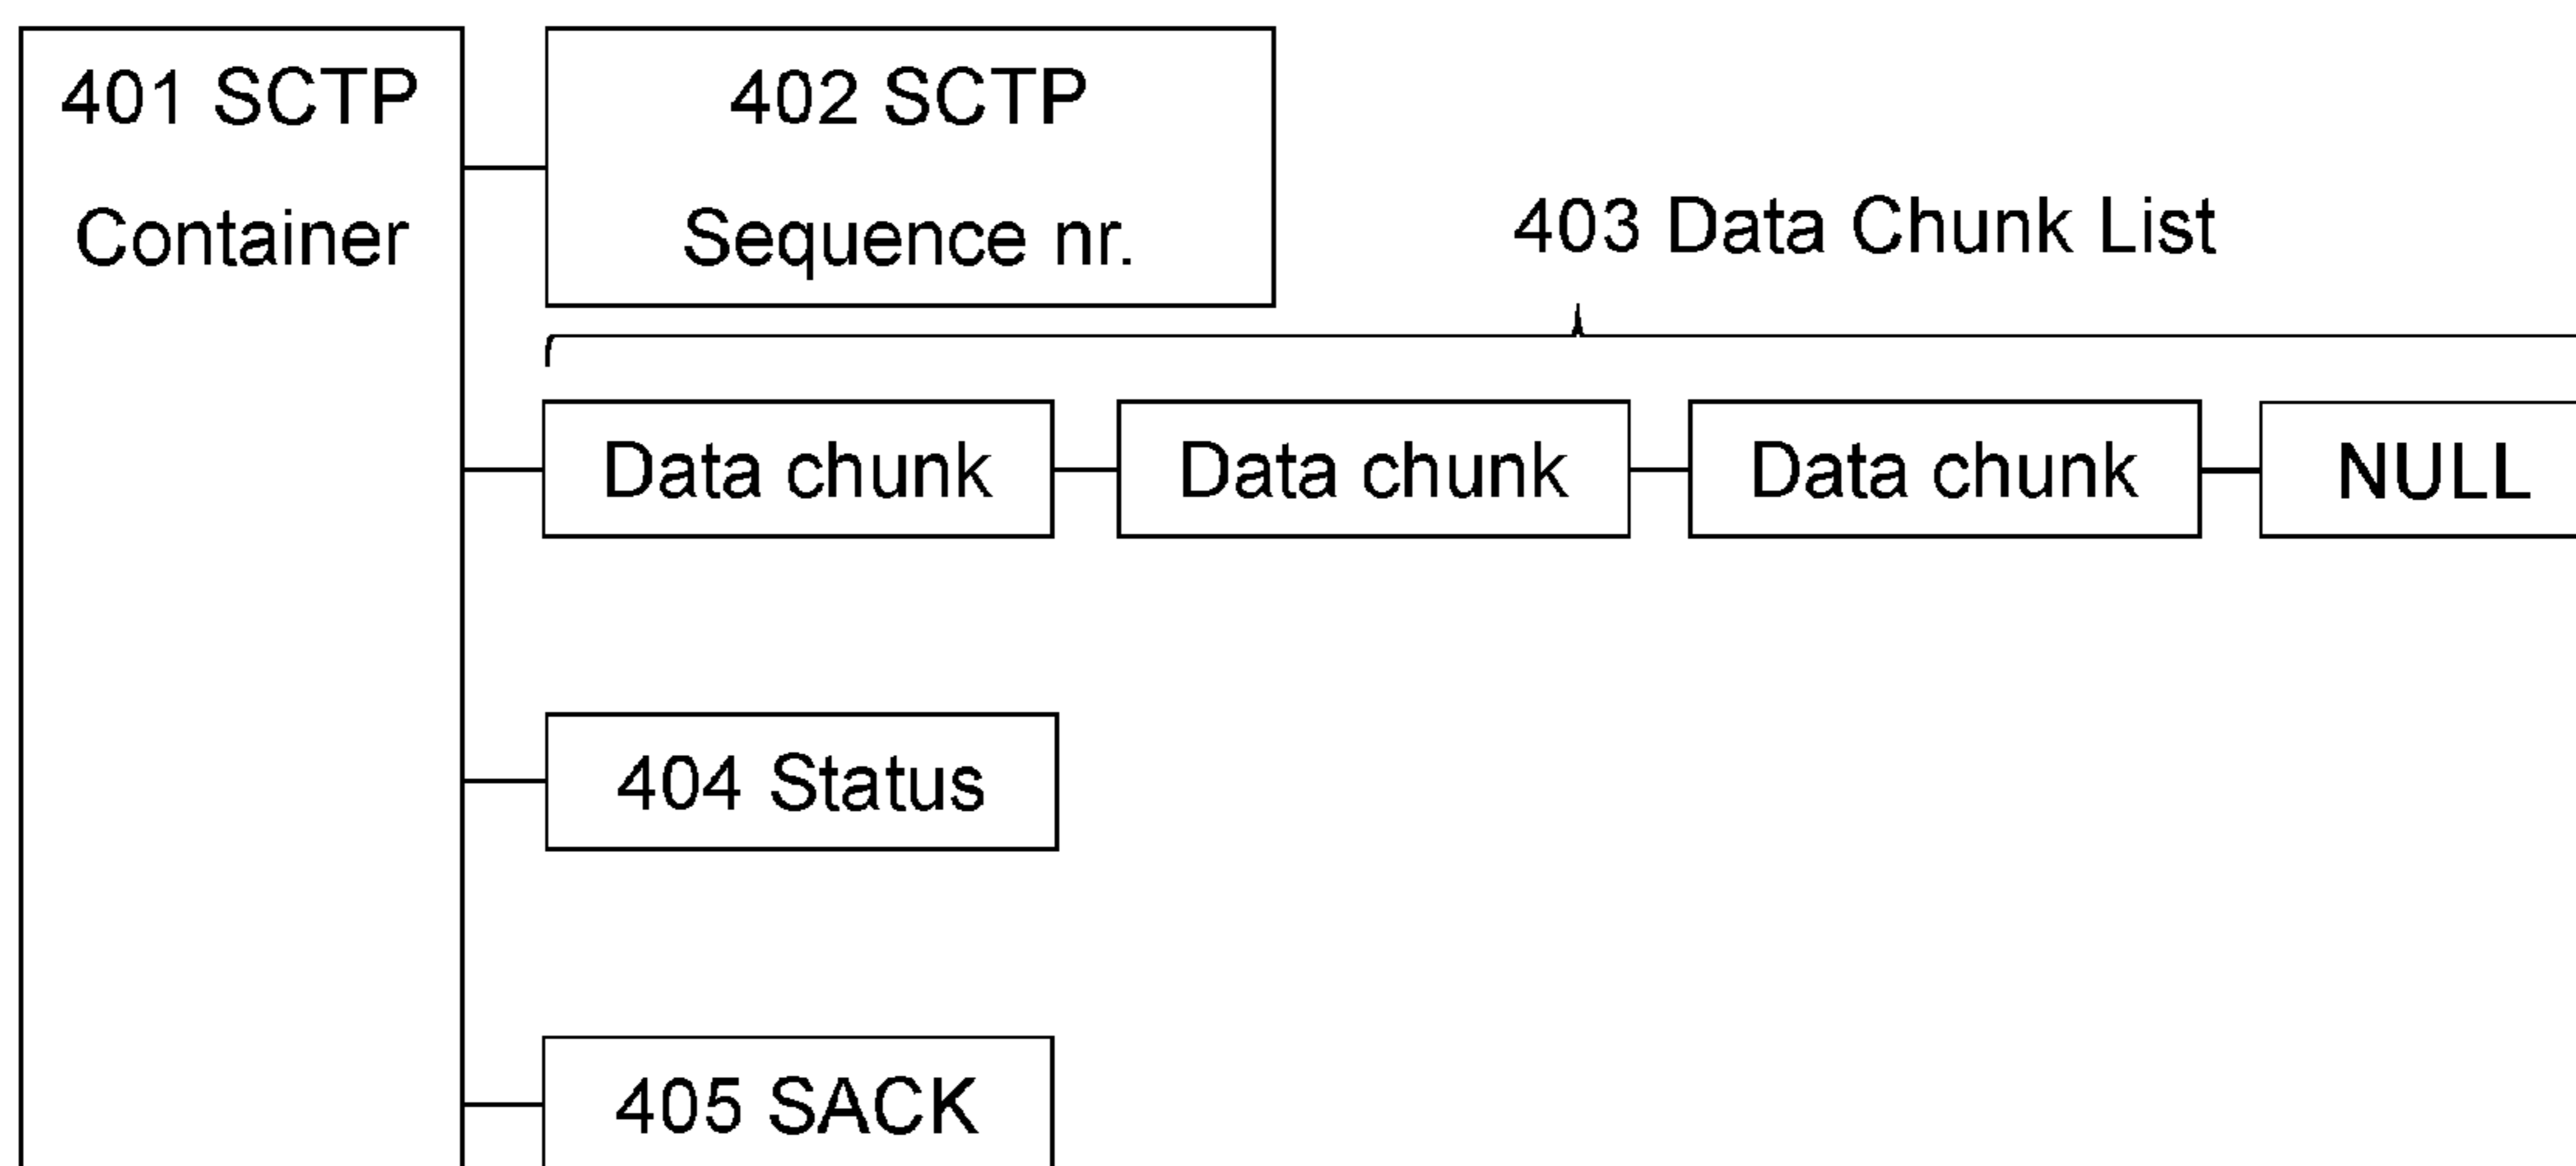 401 SCTP
Container
402 SCTP
Sequence nr.
403 Data Chunk List
Data chunk
Data chunk
Data chunk
NULL
404 Status
405 SACK